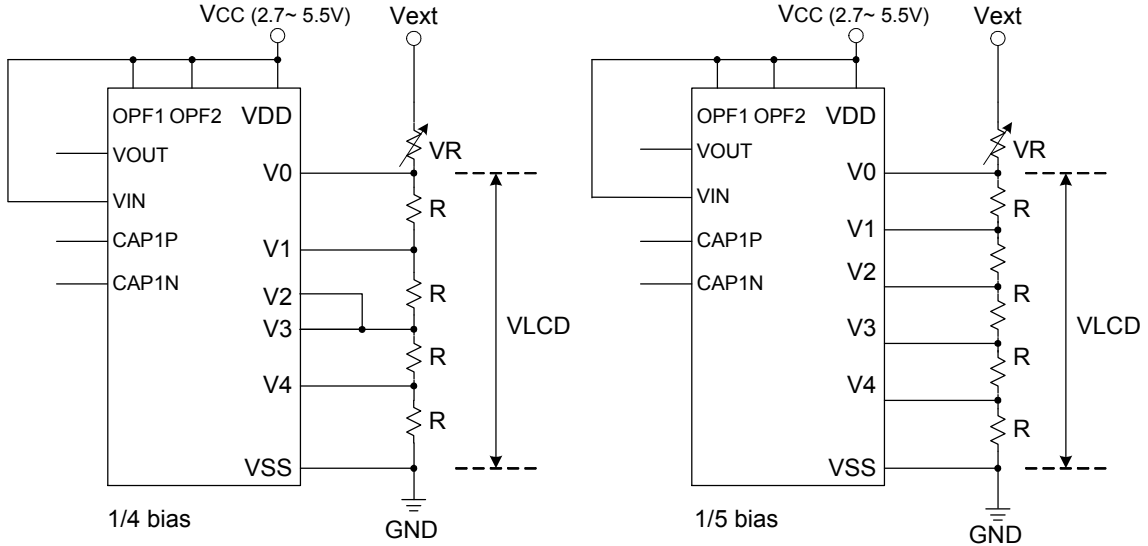 VCC (2.7~ 5.5V) Vext
OPF1 OPF2 VDD
VOUT
VR
V0
VIN
R
CAP1P
V1
CAP1N
V2
R
V3
VLCD
R
V4
R
VSS
1/4 bias
GND
VCC (2.7~ 5.5V) Vext
OPF1 OPF2 VDD
VOUT
VR
V0
VIN
R
CAP1P
V1
R
V2
CAP1N
R
V3
VLCD
R
V4
R
VSS
1/5 bias
GND